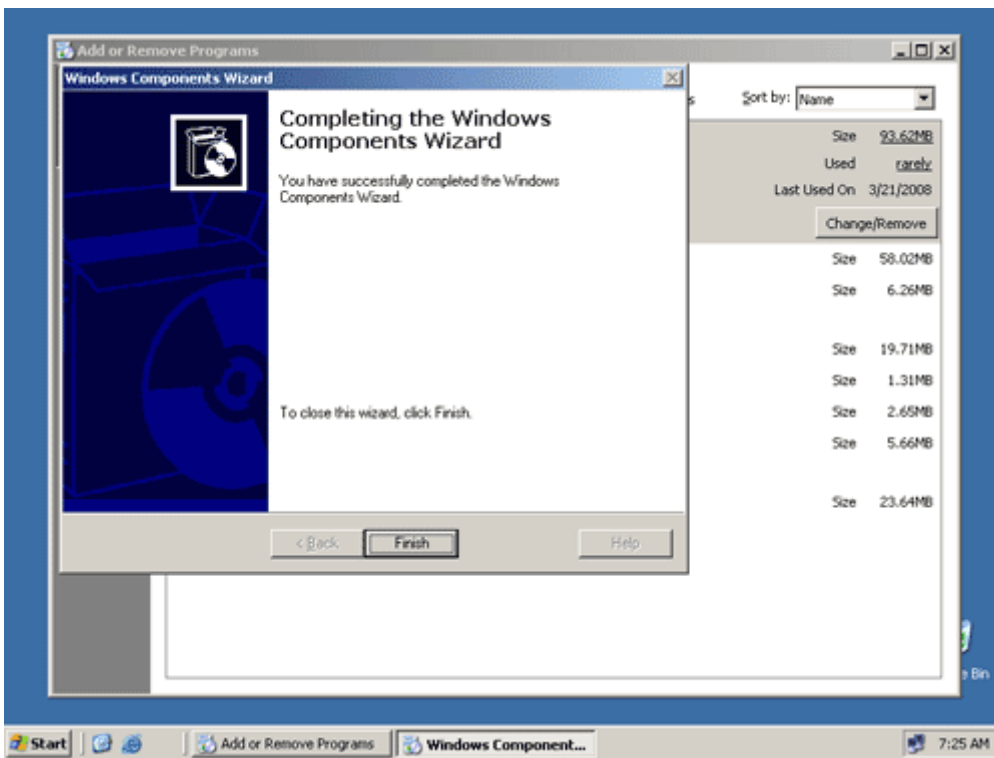 Add or Remove Programs
Windows Components Wizard
Sort by: Name
Completing the Windows
Components Wizard
You have successfully completed the Windows
Components Wizard.
To close this wizard, click Finish.
< Back
Finish
Help
Size 93.62MB
Used rarely
Last Used On 3/21/2008
Change/Remove
Size 58.02MB
Size 6.26MB
Size 19.71MB
Size 1.31MB
Size 2.65MB
Size 5.66MB
Size 23.64MB
Bin
Start
Add or Remove Programs
Windows Component...
7:25 AM